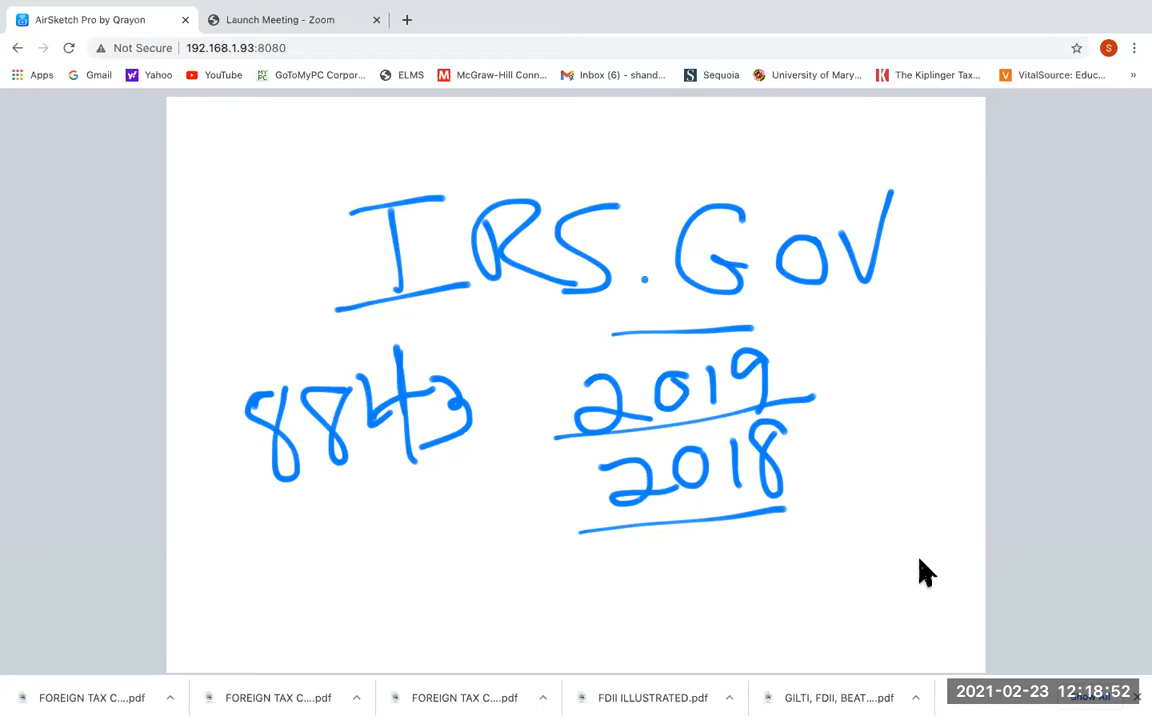 AirSketch Pro by Qrayon
Launch Meeting - Zoom
Not Secure 192.168.1.93:8080
S
Apps Gmail Yahoo YouTube GoToMyPC Corpor... ELMS McGraw-Hill Conn... Inbox (6) - shand... Sequoia University of Mary... The Kiplinger Tax... VitalSource: Educ... »
IRS.GOV
8843 2019
2018
FOREIGN TAX C....pdf FOREIGN TAX C....pdf FOREIGN TAX C....pdf FDII ILLUSTRATED.pdf GILTI, FDII, BEAT....pdf
2021-02-23 12:18:52